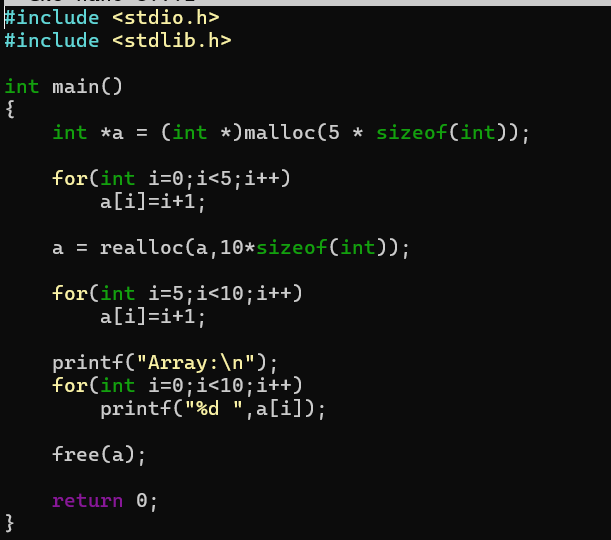 #include <stdio.h>
#include <stdlib.h>

int main()
{
    int *a = (int *)malloc(5 * sizeof(int));

    for(int i=0;i<5;i++)
        a[i]=i+1;

    a = realloc(a,10*sizeof(int));

    for(int i=5;i<10;i++)
        a[i]=i+1;

    printf("Array:\n");
    for(int i=0;i<10;i++)
        printf("%d ",a[i]);

    free(a);

    return 0;
}